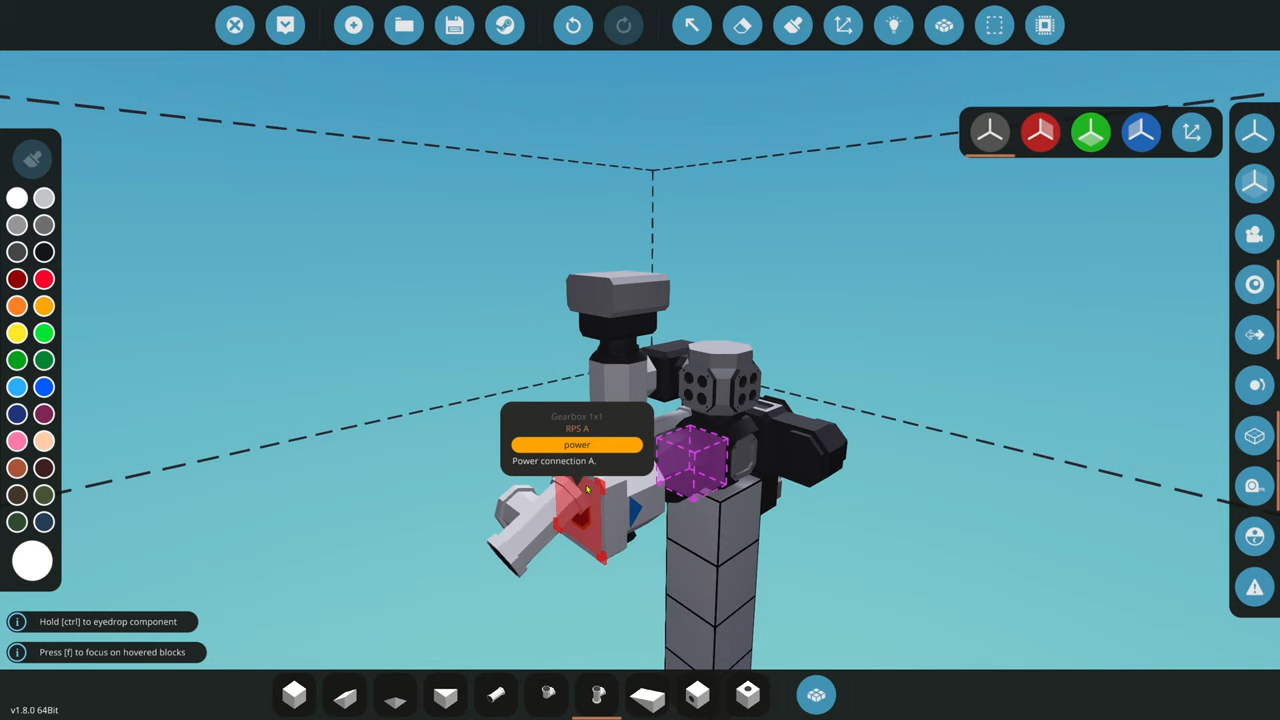 Gearbox 1x1
RPS A
power
Power connection A.
Hold [ctrl] to eyedrop component
Press [f] to focus on hovered blocks
v1.8.0 64Bit